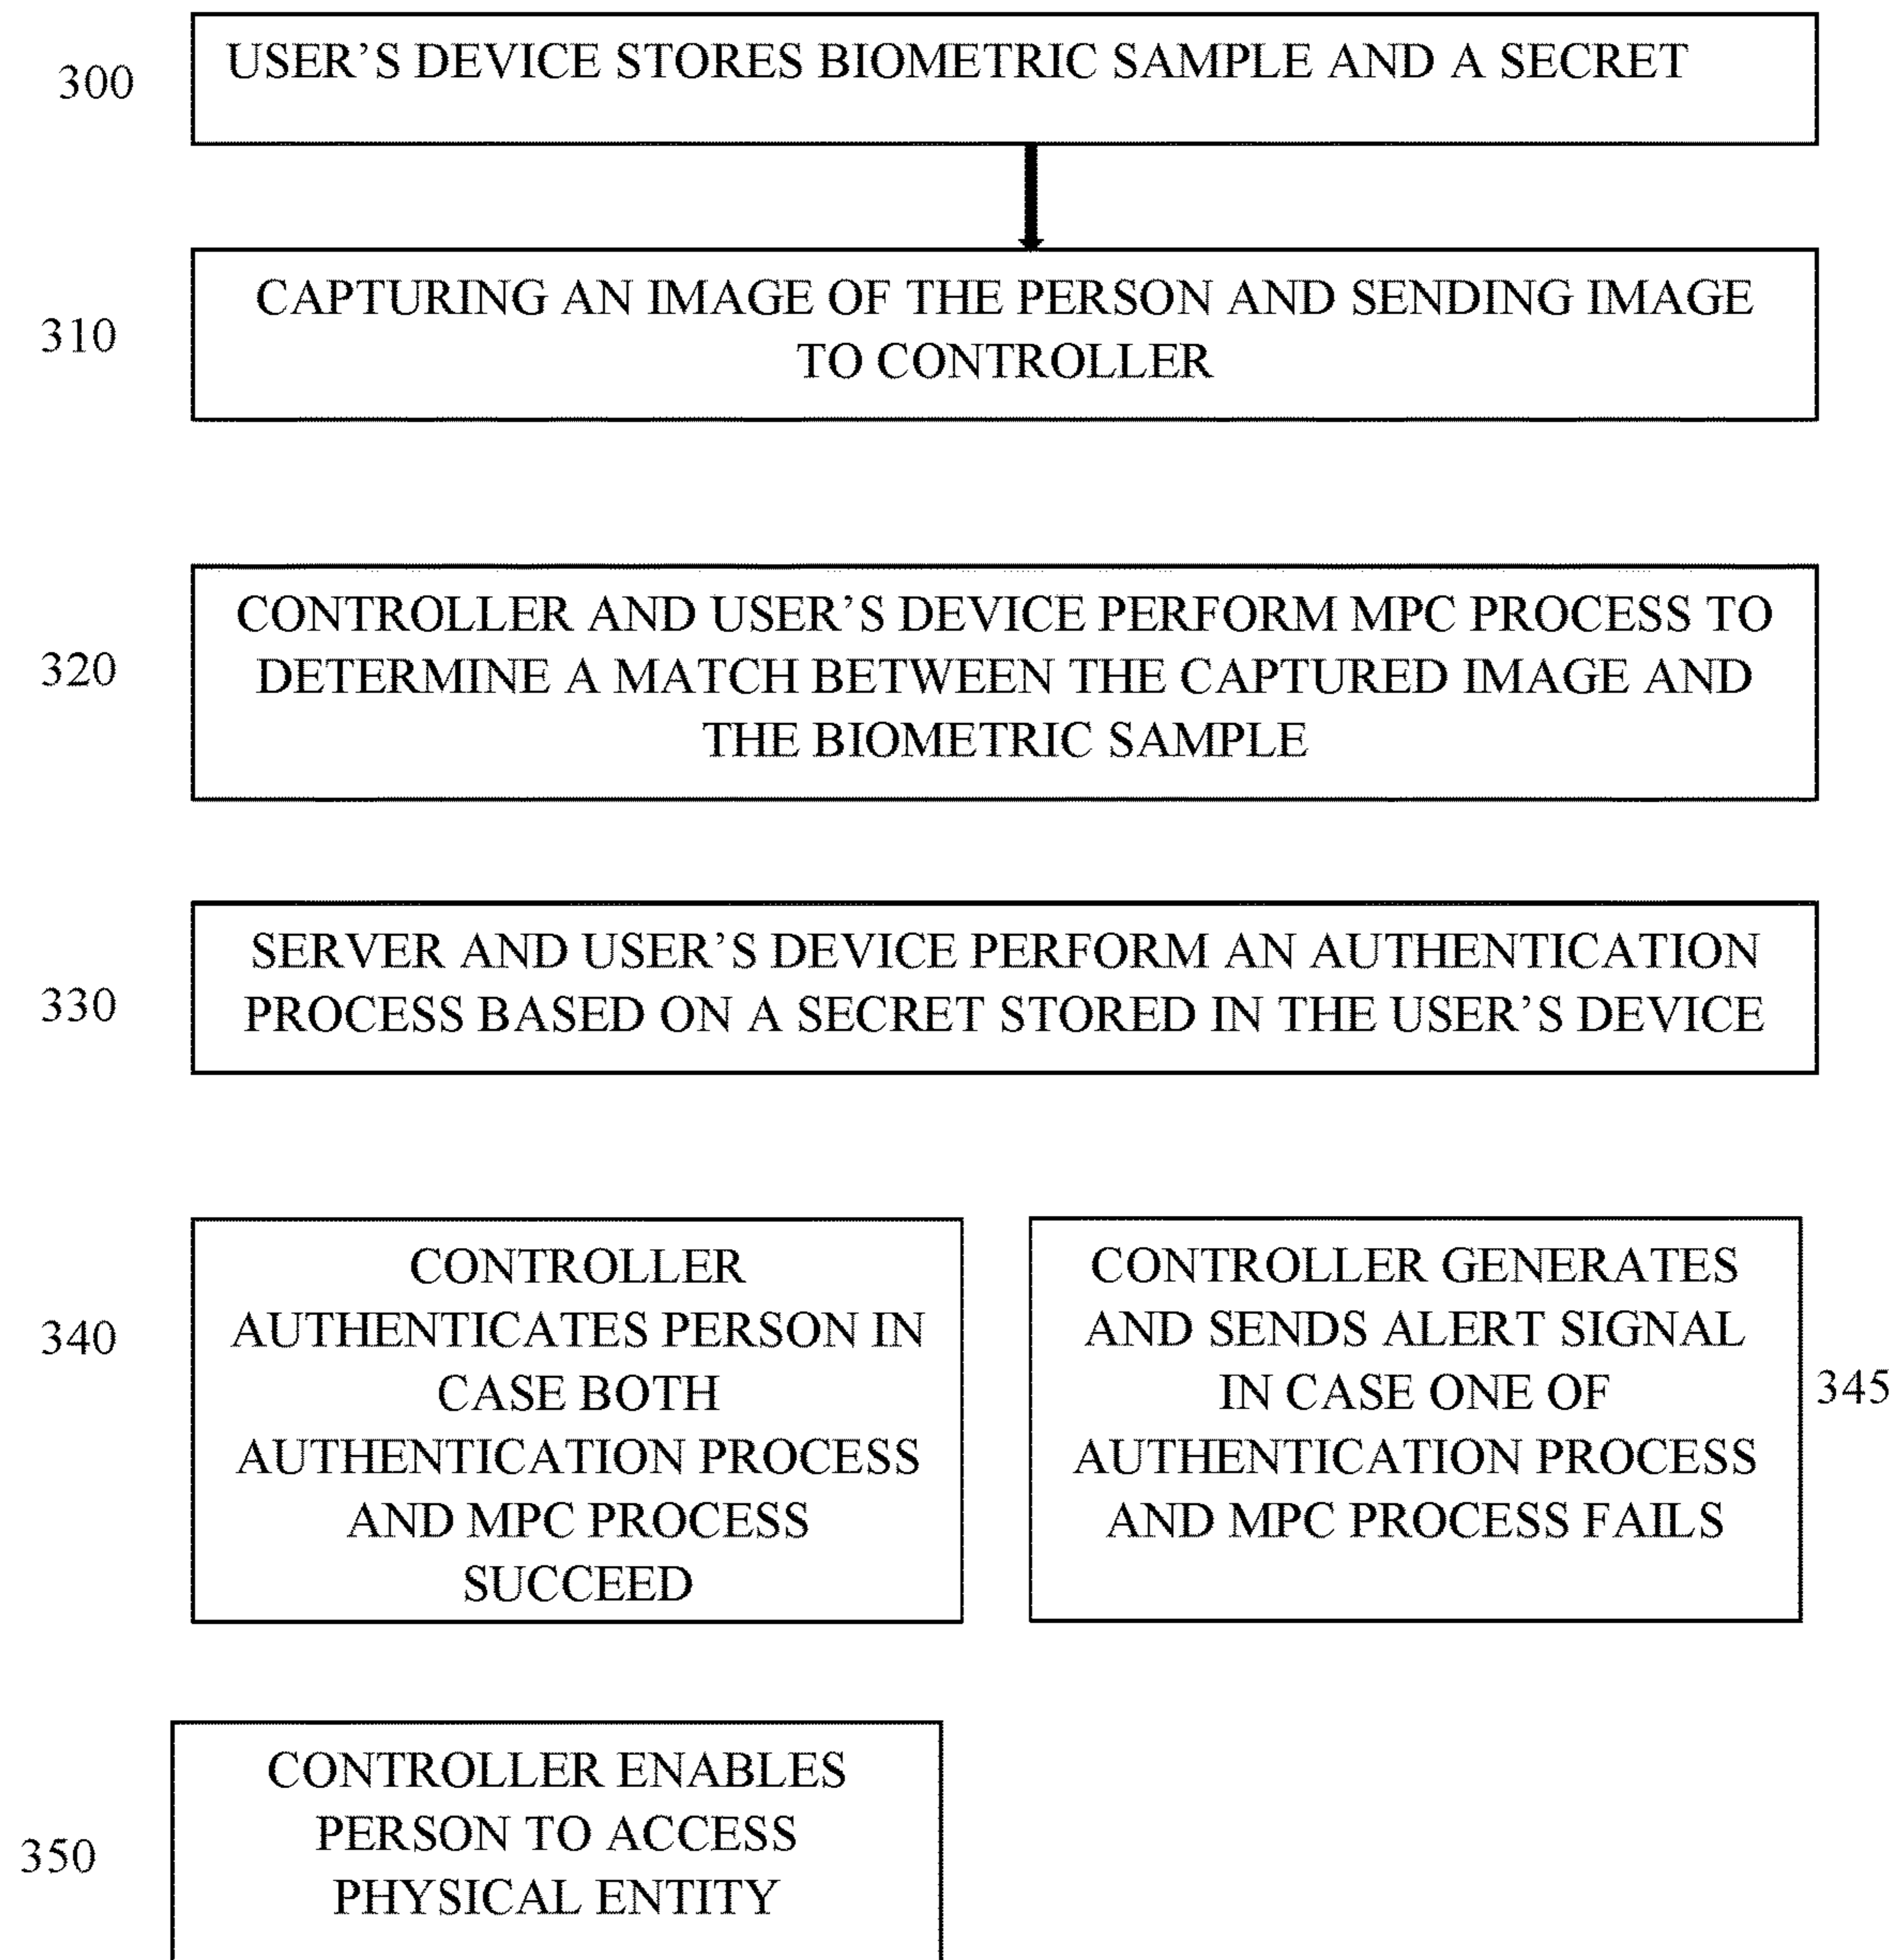 300
USER'S DEVICE STORES BIOMETRIC SAMPLE AND A SECRET
310
CAPTURING AN IMAGE OF THE PERSON AND SENDING IMAGE
TO CONTROLLER
320
CONTROLLER AND USER'S DEVICE PERFORM MPC PROCESS TO
DETERMINE A MATCH BETWEEN THE CAPTURED IMAGE AND
THE BIOMETRIC SAMPLE
330
SERVER AND USER'S DEVICE PERFORM AN AUTHENTICATION
PROCESS BASED ON A SECRET STORED IN THE USER'S DEVICE
340
CONTROLLER
AUTHENTICATES PERSON IN
CASE BOTH
AUTHENTICATION PROCESS
AND MPC PROCESS
SUCCEED
CONTROLLER GENERATES
AND SENDS ALERT SIGNAL
IN CASE ONE OF
AUTHENTICATION PROCESS
AND MPC PROCESS FAILS
345
350
CONTROLLER ENABLES
PERSON TO ACCESS
PHYSICAL ENTITY